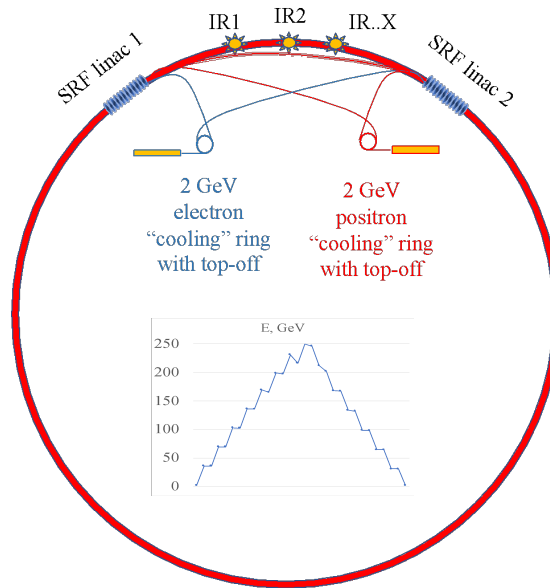 IR1
IR2
IR..X
SRF linac 1
SRF linac 2
2 GeV
electron
“cooling” ring
with top-off
2 GeV
positron
“cooling” ring
with top-off
E, GeV
250
200
150
100
50
0